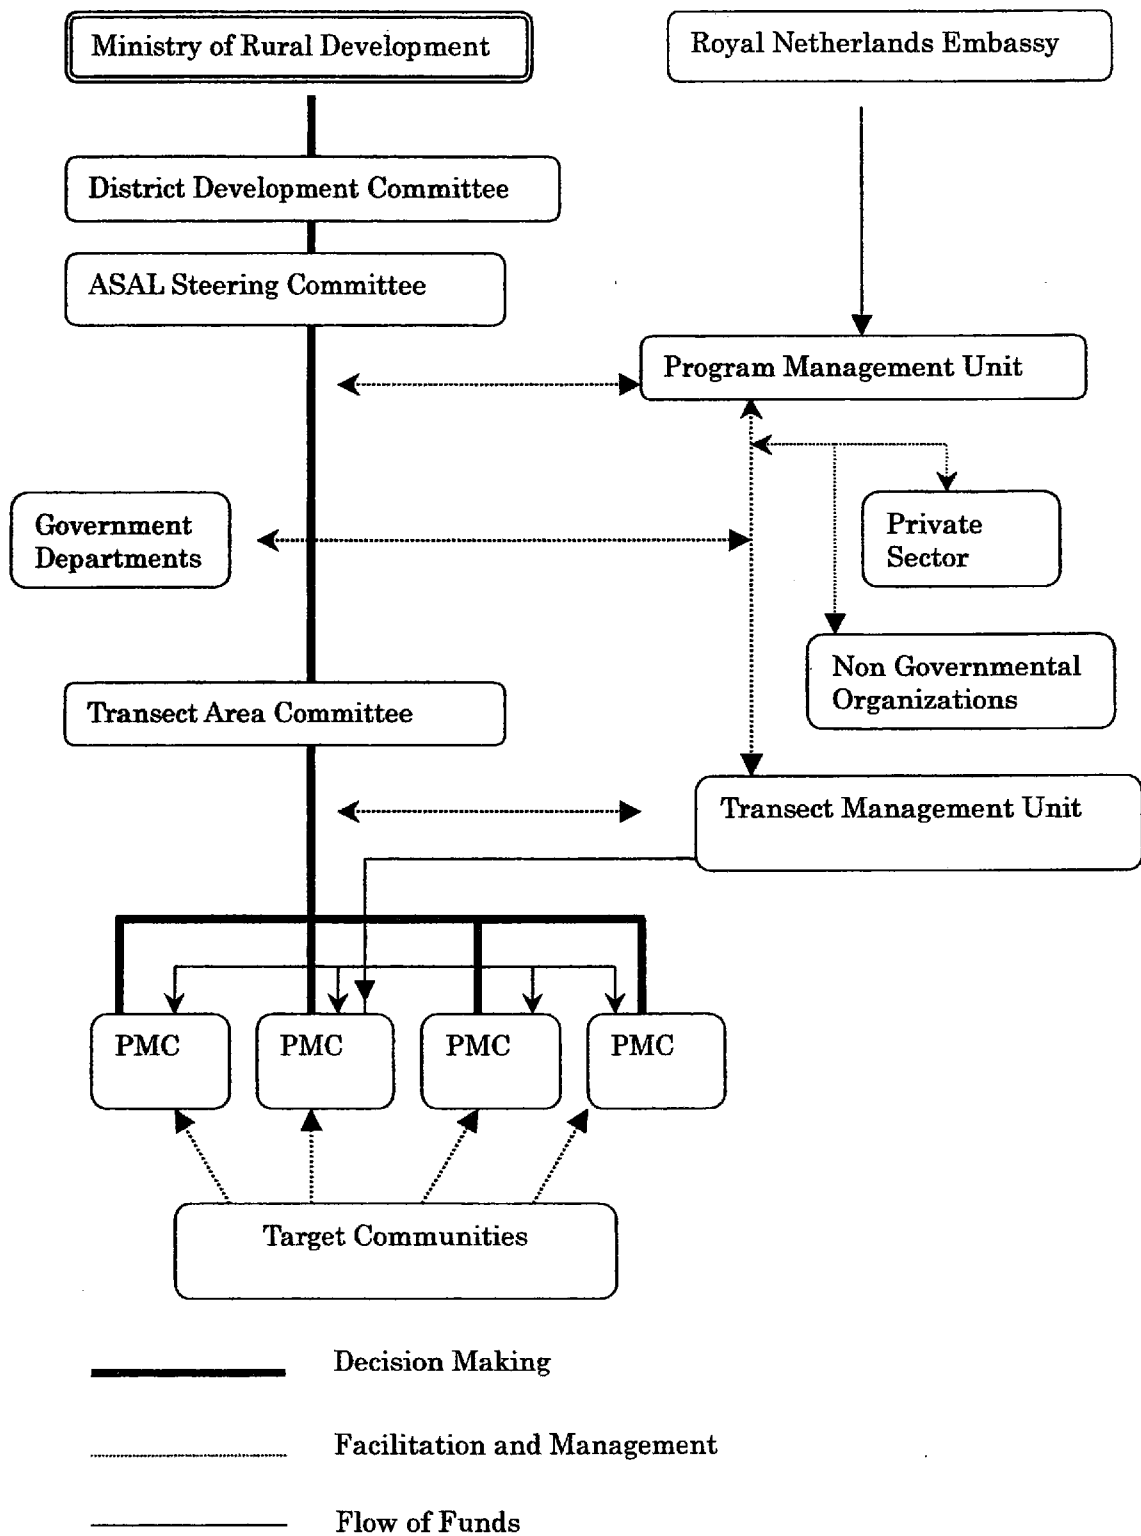 Ministry of Rural Development
Royal Netherlands Embassy
District Development Committee
ASAL Steering Committee
Program Management Unit
Government
Departments
Private
Sector
Non Governmental
Organizations
Transect Area Committee
Transect Management Unit
PMC
PMC
PMC
PMC
Target Communities
Decision Making
Facilitation and Management
Flow of Funds